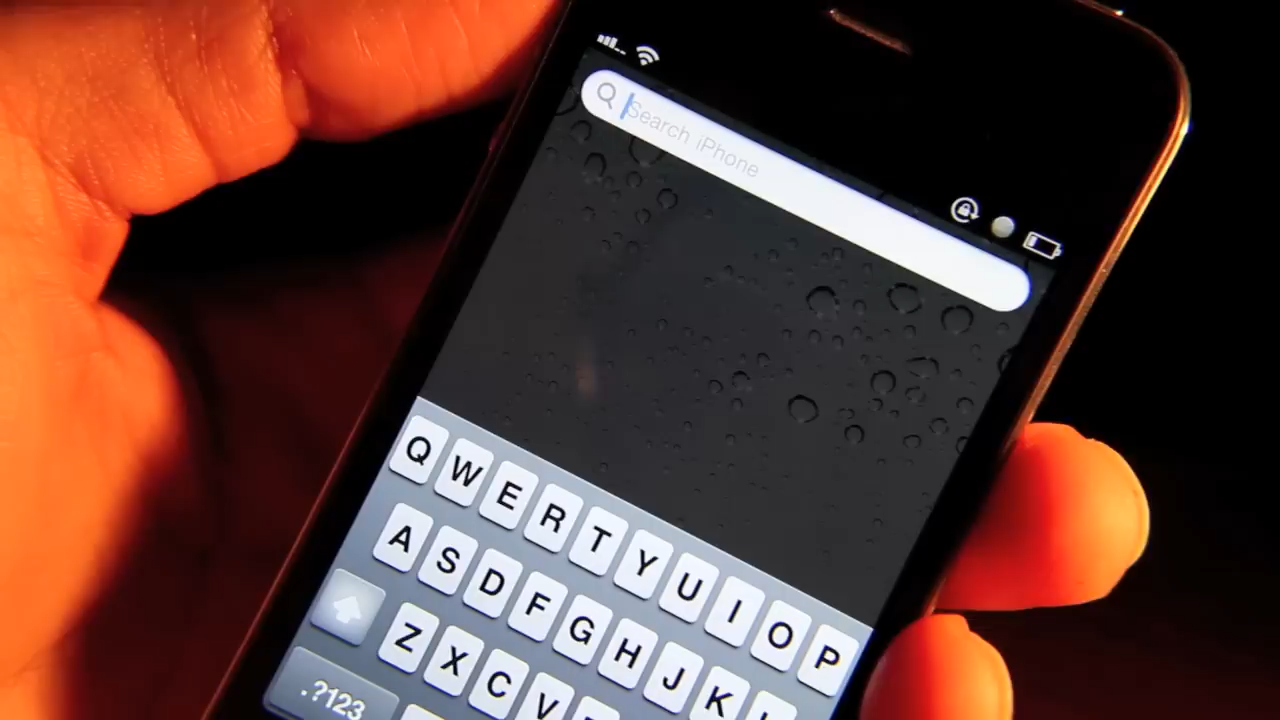 Search iPhone
Q W E R T Y U I O P
A S D F G H J K L
Z X C V
.?123